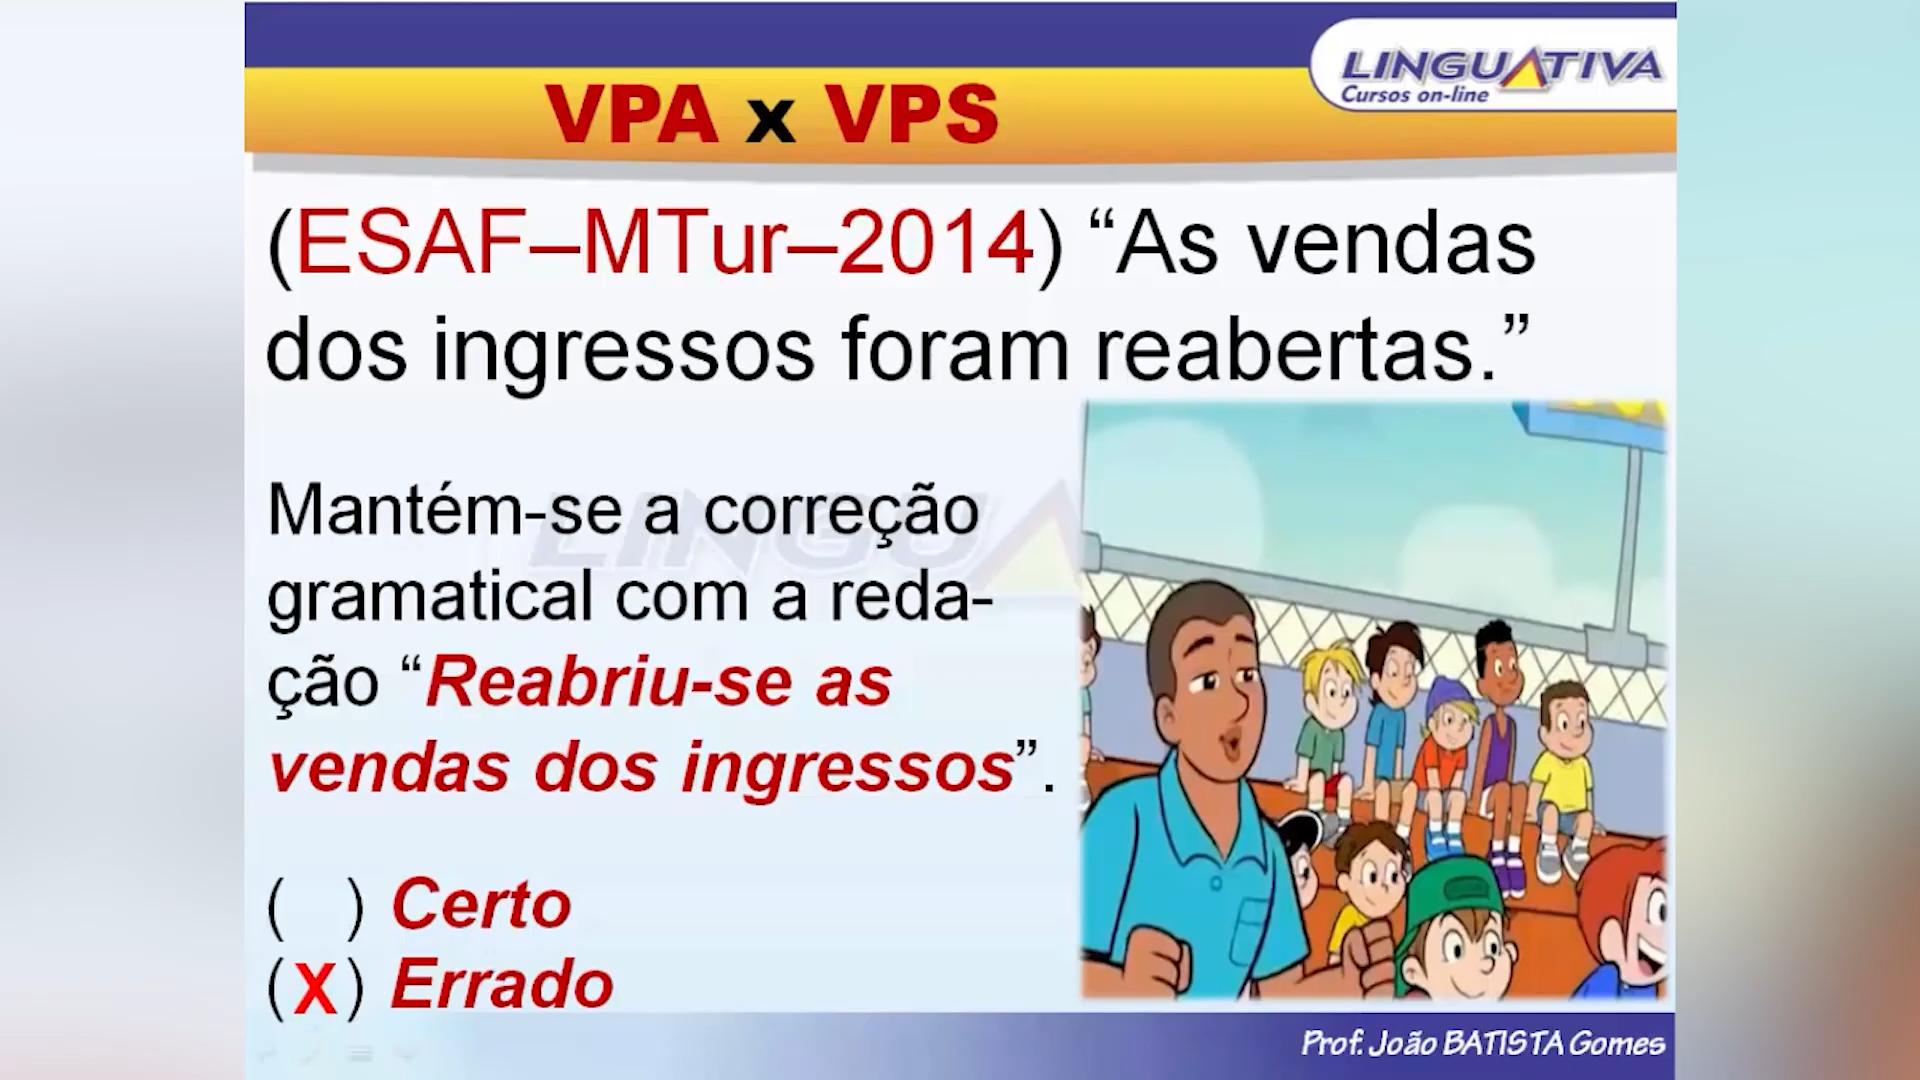 LINGUATIVA
Cursos on-line
VPA x VPS
(ESAF–MTur–2014) “As vendas
dos ingressos foram reabertas.”
Mantém-se a correção
gramatical com a reda-
ção “Reabriu-se as
vendas dos ingressos”.
( ) Certo
(X) Errado
Prof. João BATISTA Gomes